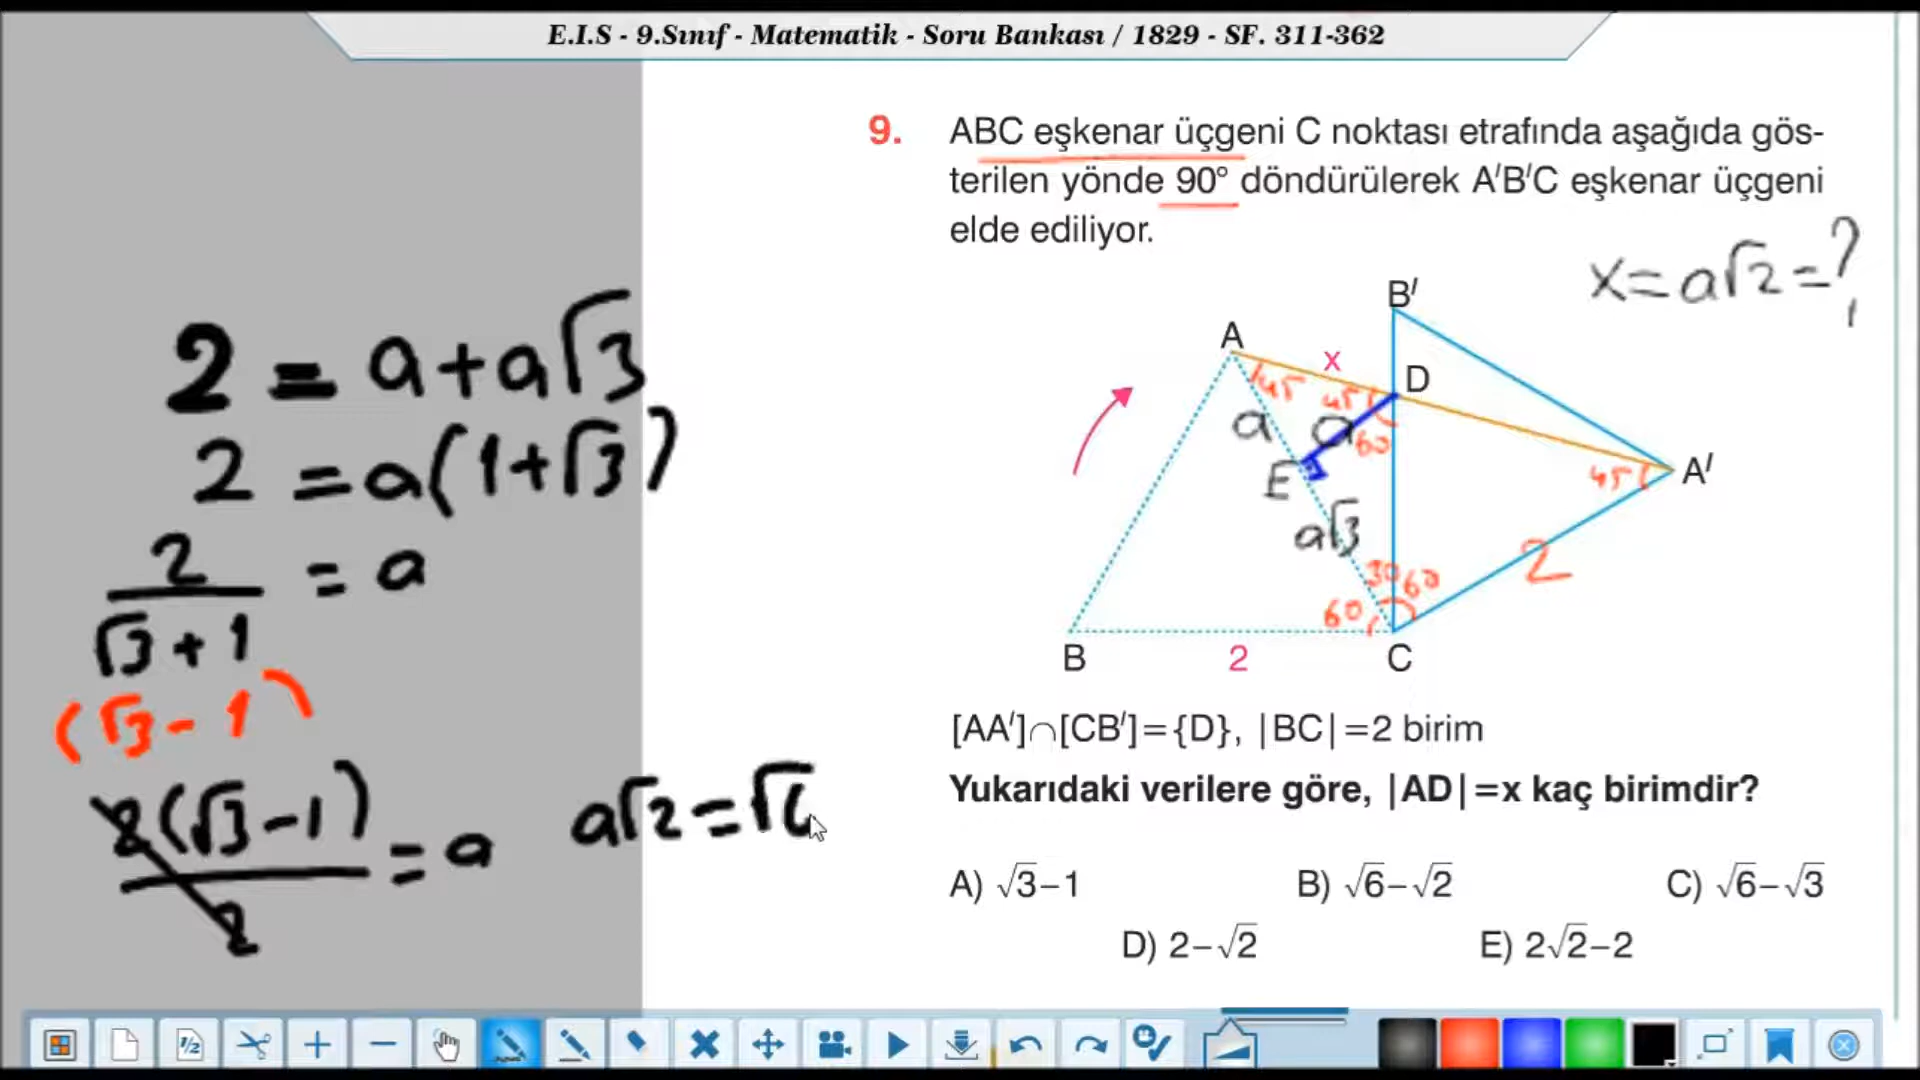 E.I.S - 9.Sınıf - Matematik - Soru Bankası / 1829 - SF. 311-362
9. ABC eşkenar üçgeni C noktası etrafında aşağıda gös-
terilen yönde 90° döndürülerek A'B'C eşkenar üçgeni
elde ediliyor.
x = a√2 = ?
B'
A
x
D
45
45
60
a
a
E
A'
45
a√3
2
30
60
60
B
2
C
[AA']∩[CB']={D}, |BC|=2 birim
Yukarıdaki verilere göre, |AD|=x kaç birimdir?
A) √3−1
B) √6−√2
C) √6−√3
D) 2−√2
E) 2√2−2
2 = a+a√3
2 = a(1+√3)
2/(√3+1) = a
(√3-1)
2(√3-1)/2 = a
a√2 = √6
1/2